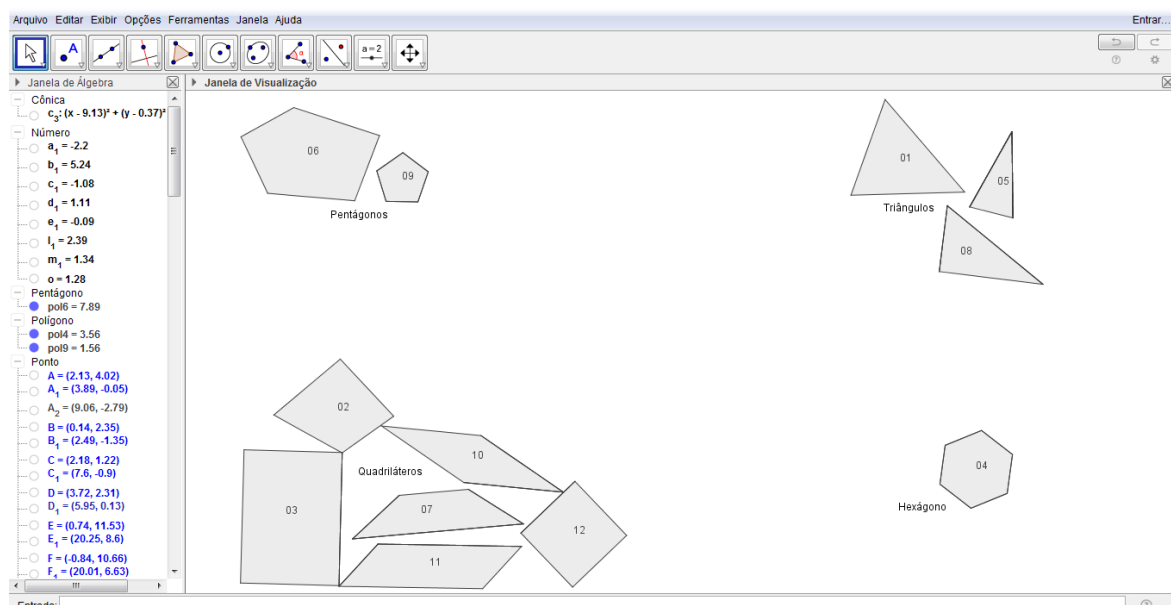 Arquivo Editar Exibir Opções Ferramentas Janela Ajuda Entrar...
A α a = 2
Janela de Álgebra
Janela de Visualização
Cônica
c₃: (x - 9.13)² + (y - 0.37)²
Número
a₁ = -2.2
b₁ = 5.24
c₁ = -1.08
d₁ = 1.11
e₁ = -0.09
l₁ = 2.39
m₁ = 1.34
o = 1.28
Pentágono
pol6 = 7.89
Polígono
pol4 = 3.56
pol9 = 1.56
Ponto
A = (2.13, 4.02)
A₁ = (3.89, -0.05)
A₂ = (9.06, -2.79)
B = (0.14, 2.35)
B₁ = (2.49, -1.35)
C = (2.18, 1.22)
C₁ = (7.6, -0.9)
D = (3.72, 2.31)
D₁ = (5.95, 0.13)
E = (0.74, 11.53)
E₁ = (20.25, 8.6)
F = (-0.84, 10.66)
F₁ = (20.01, 6.63)
06
09
Pentágonos
01
05
Triângulos
08
02
10
Quadriláteros
03
07
12
11
04
Hexágono
Entrada: